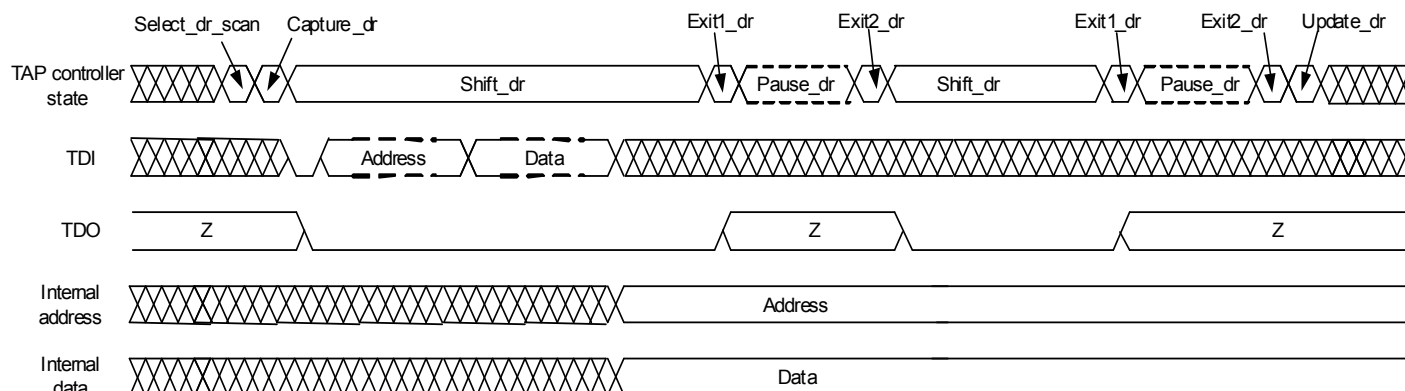 Select_dr_scan Capture_dr Exit1_dr Exit2_dr Exit1_dr Exit2_dr Update_dr
TAP controller
state
Shift_dr Pause_dr Shift_dr Pause_dr
TDI Address Data
TDO Z Z Z
Internal
address
Address
Internal
data
Data